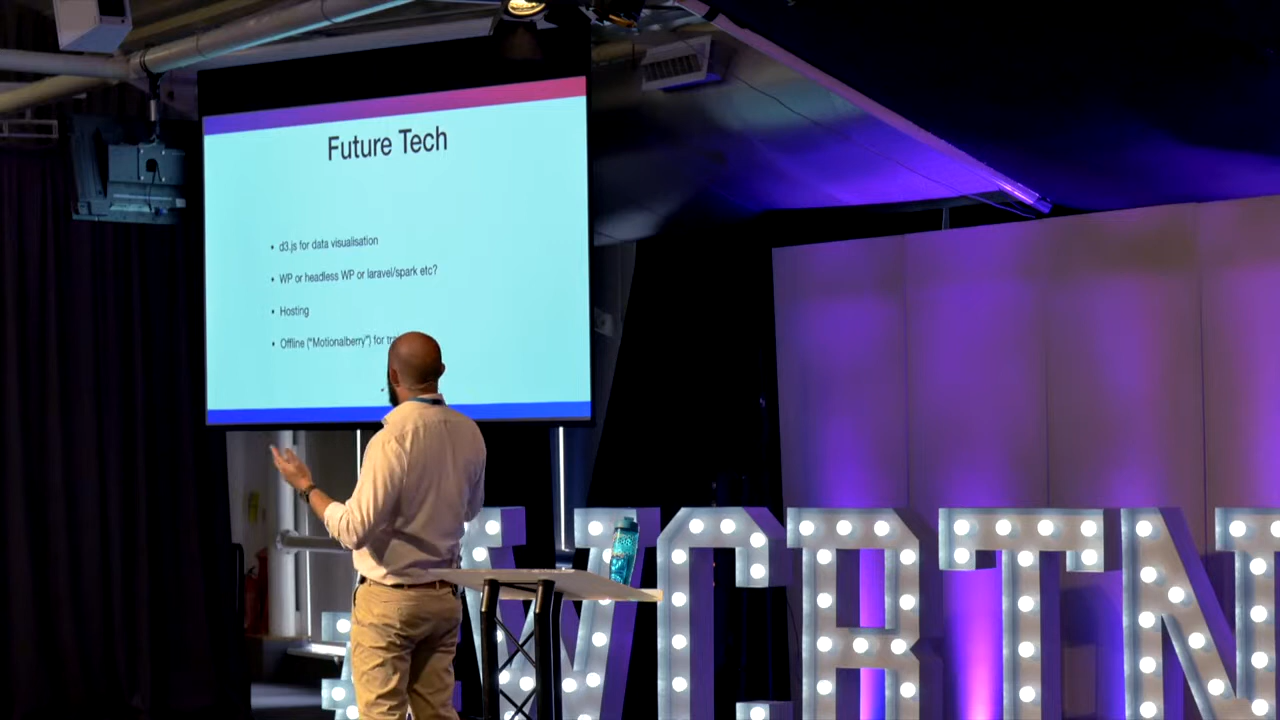 Future Tech
• d3.js for data visualisation
• WP or headless WP or laravel/spark etc?
• Hosting
• Offline ("Motionalberry") for
WCBTN